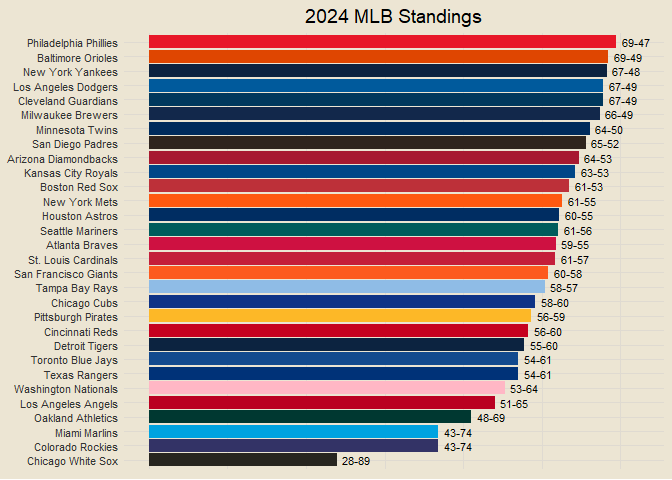 2024 MLB Standings
Philadelphia Phillies 69-47
Baltimore Orioles 69-49
New York Yankees 67-48
Los Angeles Dodgers 67-49
Cleveland Guardians 67-49
Milwaukee Brewers 66-49
Minnesota Twins 64-50
San Diego Padres 65-52
Arizona Diamondbacks 64-53
Kansas City Royals 63-53
Boston Red Sox 61-53
New York Mets 61-55
Houston Astros 60-55
Seattle Mariners 61-56
Atlanta Braves 59-55
St. Louis Cardinals 61-57
San Francisco Giants 60-58
Tampa Bay Rays 58-57
Chicago Cubs 58-60
Pittsburgh Pirates 56-59
Cincinnati Reds 56-60
Detroit Tigers 55-60
Toronto Blue Jays 54-61
Texas Rangers 54-61
Washington Nationals 53-64
Los Angeles Angels 51-65
Oakland Athletics 48-69
Miami Marlins 43-74
Colorado Rockies 43-74
Chicago White Sox 28-89